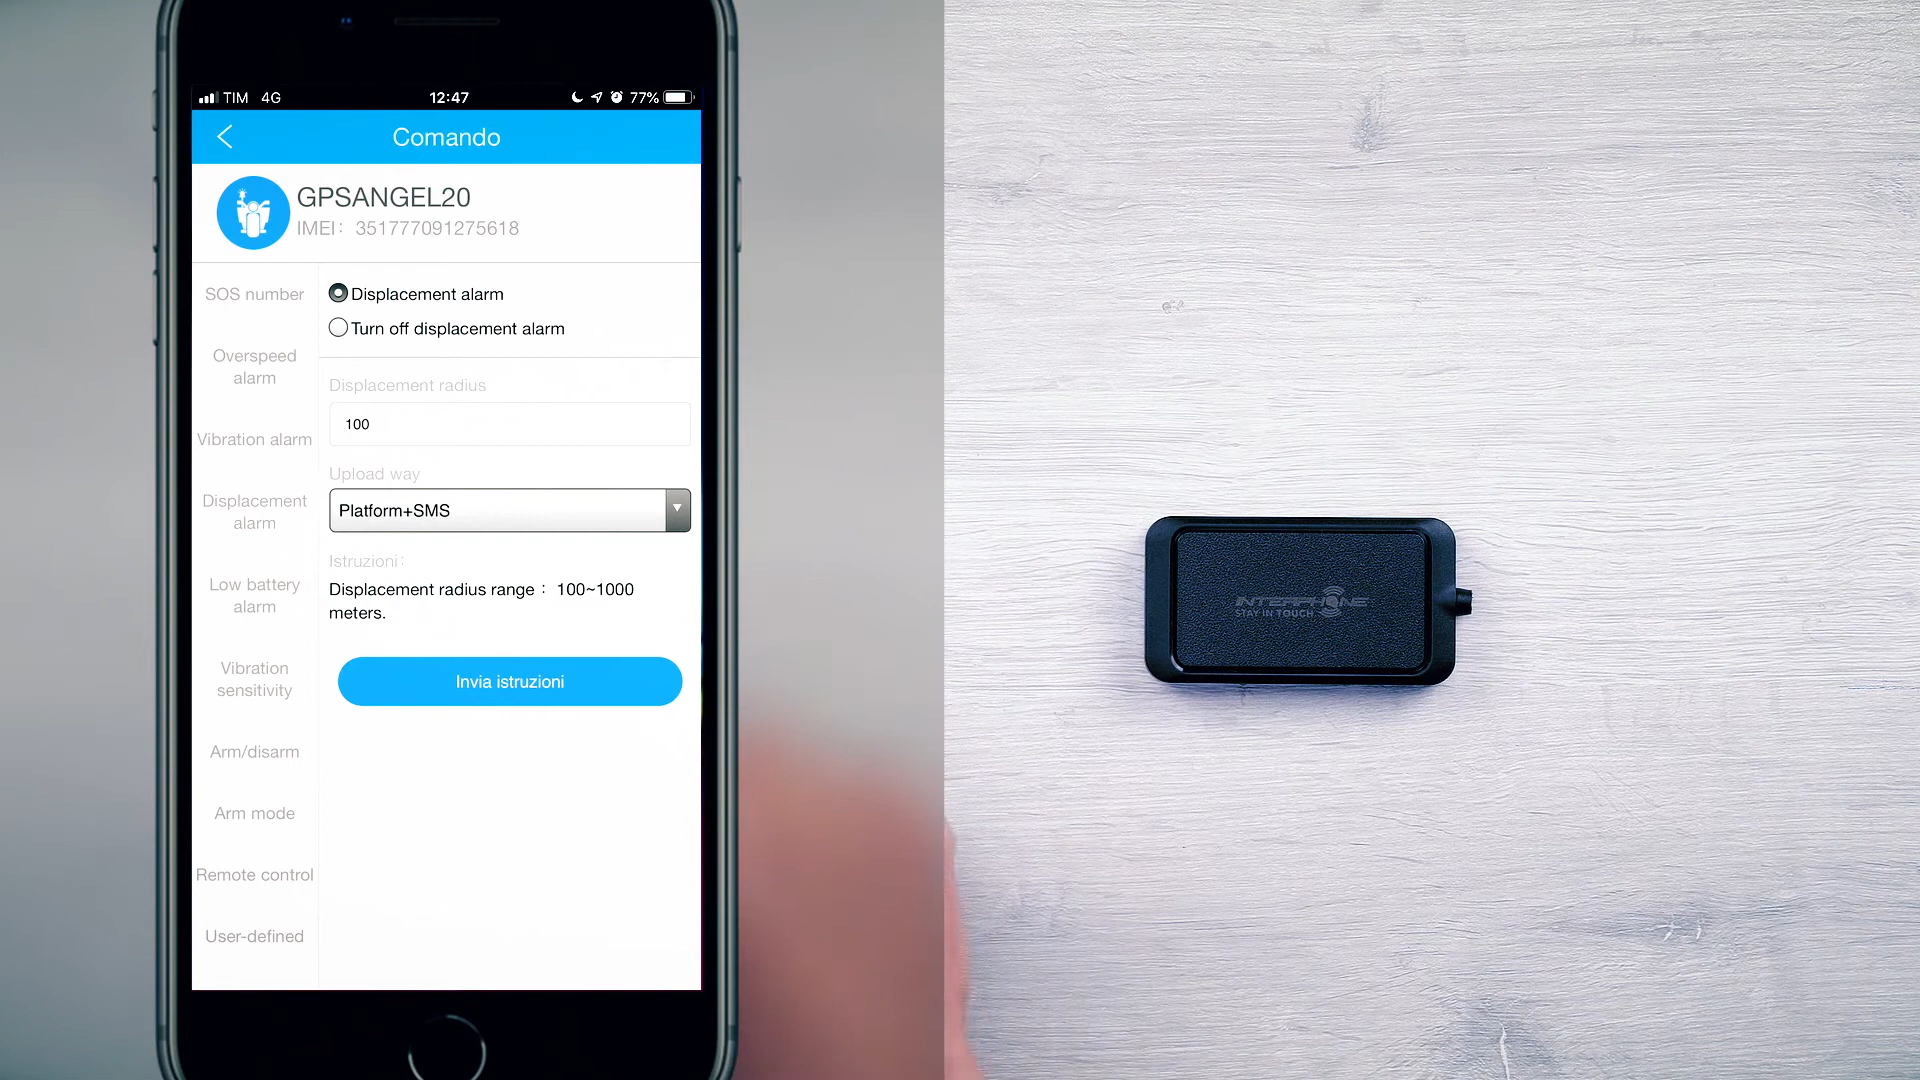 TIM 4G 12:47 77%
Comando
GPSANGEL20
IMEI: 351777091275618
SOS number
Overspeed
alarm
Vibration alarm
Displacement
alarm
Low battery
alarm
Vibration
sensitivity
Arm/disarm
Arm mode
Remote control
User-defined
Displacement alarm
Turn off displacement alarm
Displacement radius
100
Upload way
Platform+SMS
Istruzioni:
Displacement radius range : 100~1000
meters.
Invia istruzioni
INTERPHONE
STAY IN TOUCH